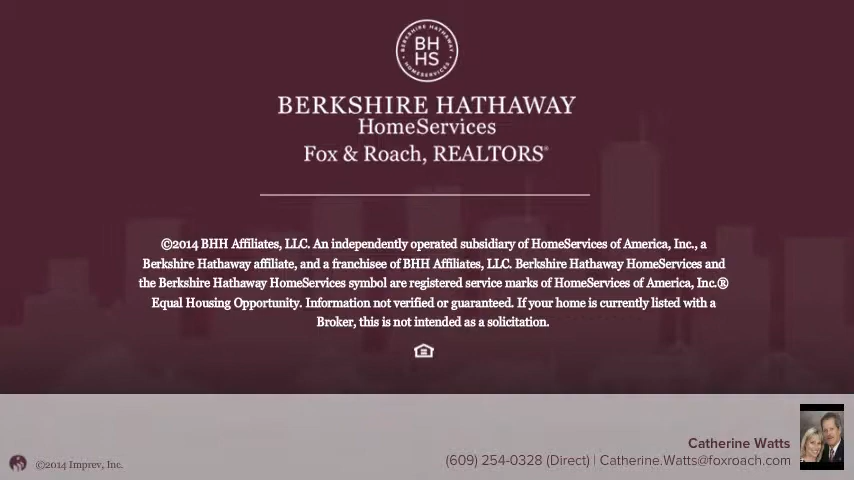 BERKSHIRE HATHAWAY
HOMESERVICES
BH
HS
BERKSHIRE HATHAWAY
HomeServices
Fox & Roach, REALTORS®
©2014 BHH Affiliates, LLC. An independently operated subsidiary of HomeServices of America, Inc., a
Berkshire Hathaway affiliate, and a franchisee of BHH Affiliates, LLC. Berkshire Hathaway HomeServices and
the Berkshire Hathaway HomeServices symbol are registered service marks of HomeServices of America, Inc.®
Equal Housing Opportunity. Information not verified or guaranteed. If your home is currently listed with a
Broker, this is not intended as a solicitation.
Catherine Watts
(609) 254-0328 (Direct) | Catherine.Watts@foxroach.com
©2014 Imprev, Inc.